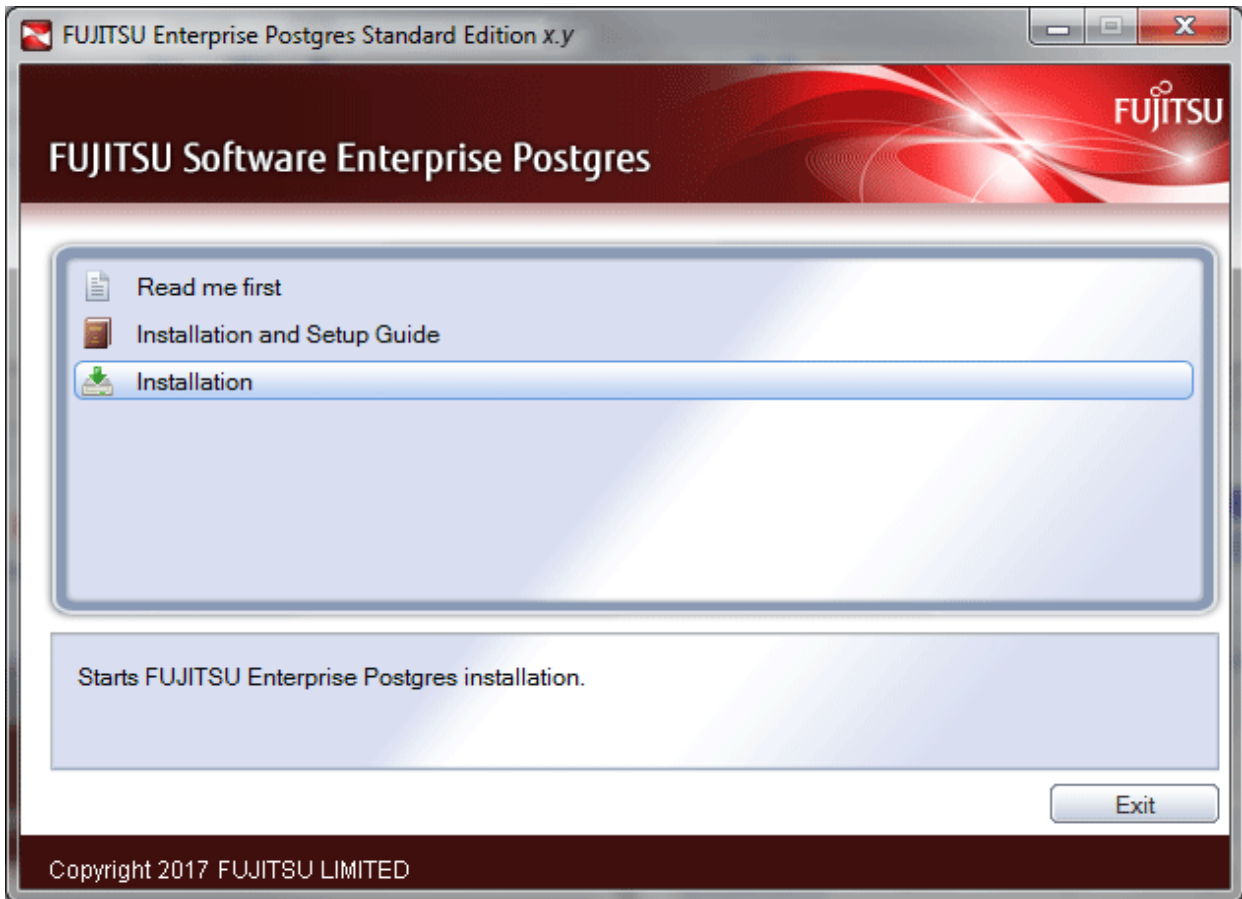 FUJITSU Enterprise Postgres Standard Edition x.y
FUJITSU
FUJITSU Software Enterprise Postgres
Read me first
Installation and Setup Guide
Installation
Starts FUJITSU Enterprise Postgres installation.
Exit
Copyright 2017 FUJITSU LIMITED